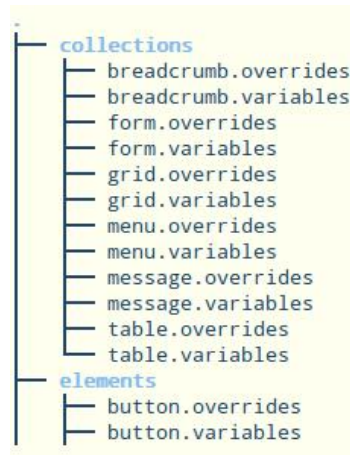 .
collections
breadcrumb.overrides
breadcrumb.variables
form.overrides
form.variables
grid.overrides
grid.variables
menu.overrides
menu.variables
message.overrides
message.variables
table.overrides
table.variables
elements
button.overrides
button.variables